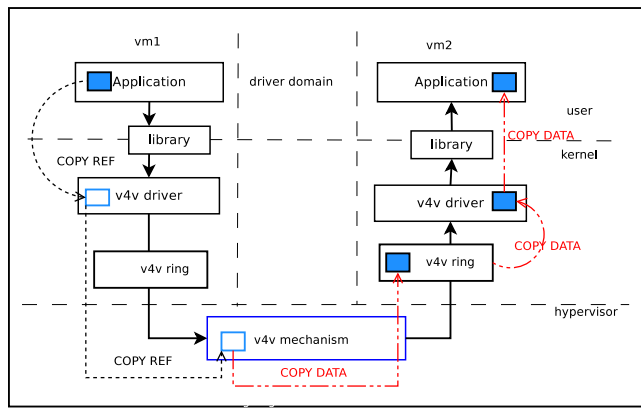 vm1
vm2
Application
driver domain
Application
user
COPY DATA
library
library
kernel
COPY REF
v4v driver
v4v driver
COPY DATA
v4v ring
v4v ring
hypervisor
v4v mechanism
COPY REF
COPY DATA